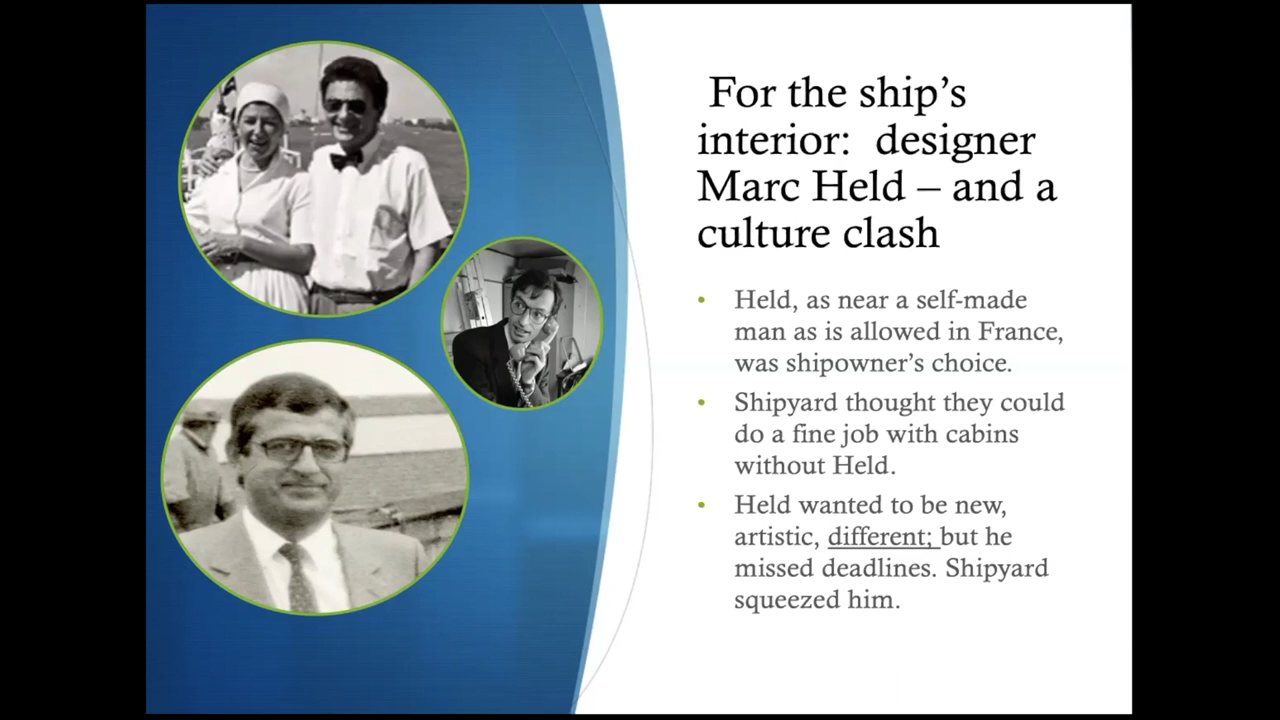 For the ship’s
interior:  designer
Marc Held – and a
culture clash
• Held, as near a self-made
man as is allowed in France,
was shipowner’s choice.
• Shipyard thought they could
do a fine job with cabins
without Held.
• Held wanted to be new,
artistic, different; but he
missed deadlines. Shipyard
squeezed him.